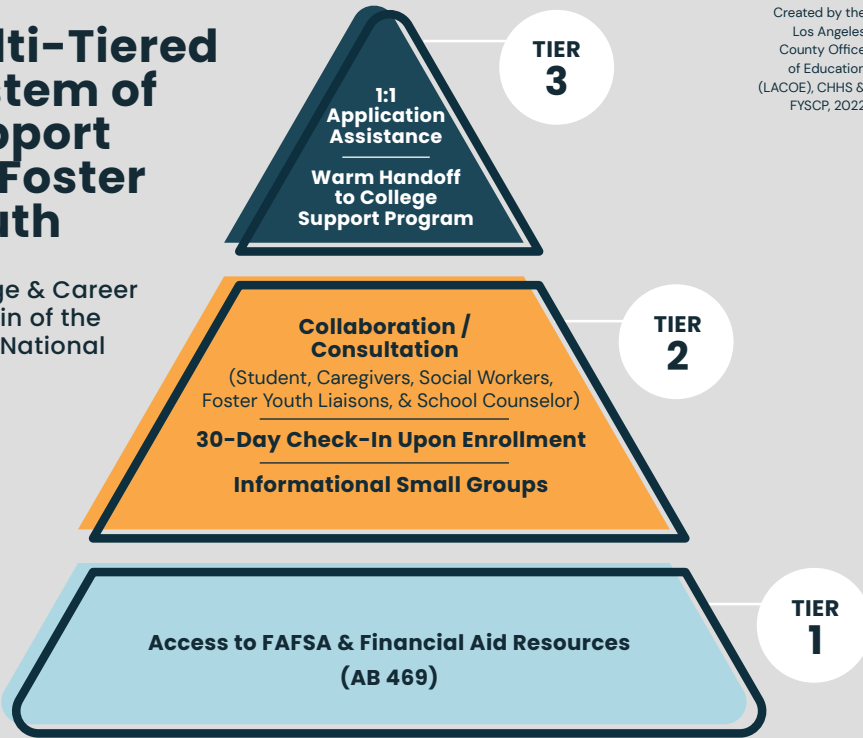 lti-Tiered
stem of
pport
Foster
uth
ge & Career
in of the
National
Created by the
Los Angeles
County Office
of Education
(LACOE), CHHS &
FYSCP, 2022
TIER
3
1:1
Application
Assistance
Warm Handoff
to College
Support Program
TIER
2
Collaboration /
Consultation
(Student, Caregivers, Social Workers,
Foster Youth Liaisons, & School Counselor)
30-Day Check-In Upon Enrollment
Informational Small Groups
TIER
1
Access to FAFSA & Financial Aid Resources
(AB 469)